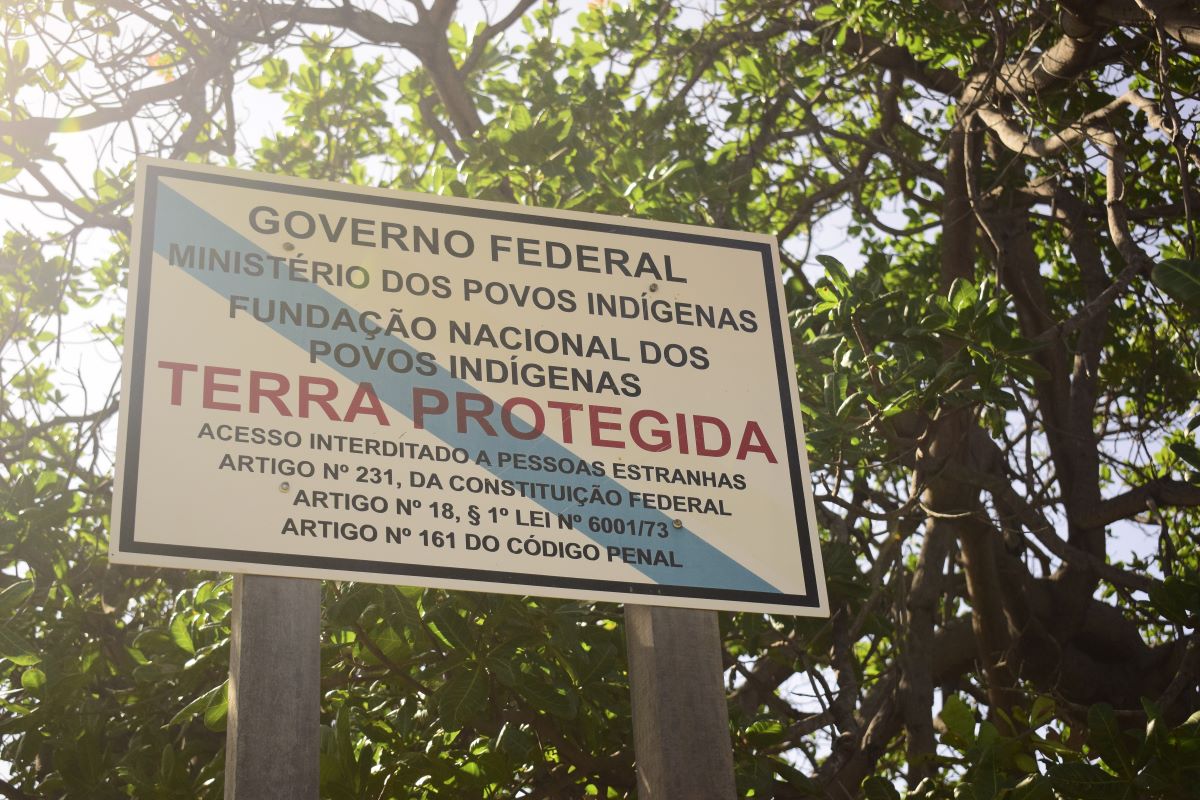 GOVERNO FEDERAL
MINISTÉRIO DOS POVOS INDÍGENAS
FUNDAÇÃO NACIONAL DOS
POVOS INDÍGENAS
TERRA PROTEGIDA
ACESSO INTERDITADO A PESSOAS ESTRANHAS
ARTIGO Nº 231, DA CONSTITUIÇÃO FEDERAL
ARTIGO Nº 18, § 1º LEI Nº 6001/73
ARTIGO Nº 161 DO CÓDIGO PENAL